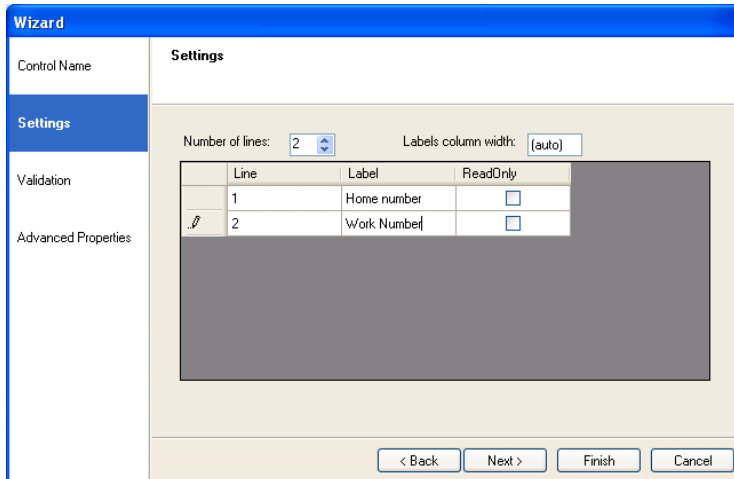 Wizard
Control Name
Settings
Validation
Advanced Properties
Settings
Number of lines: 2 Labels column width: (auto)
Line Label ReadOnly
1 Home number
2 Work Number
< Back Next > Finish Cancel